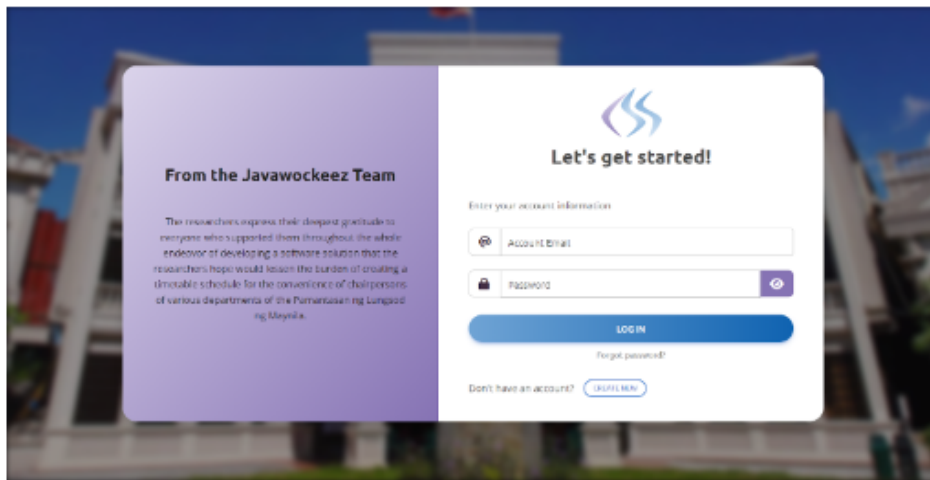 From the Javawockeez Team
The researchers express their deepest gratitude to
everyone who supported them throughout the whole
endeavor of developing a software solution that the
researchers hope would lessen the burden of creating a
timetable schedule for the convenience of chairpersons
of various departments of the Pamantasan ng Lungsod
ng Maynila.
Let's get started!
Enter your account information
Account Email
Password
LOG IN
Forgot password?
Don't have an account? CREATE NOW